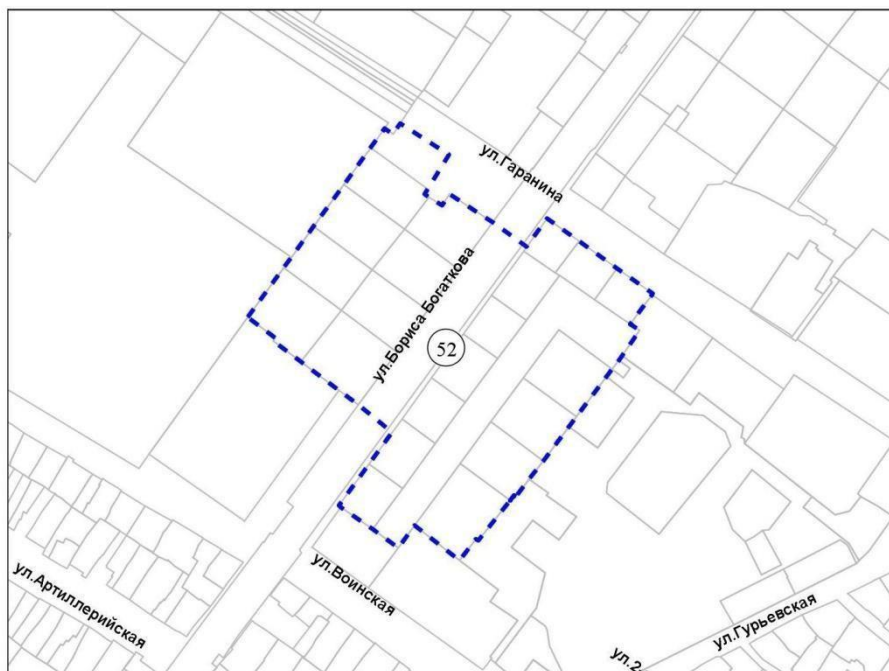 ул.Гаранина
ул.Бориса Богаткова
52
ул.Воинская
ул.Артиллерийская
ул.Гурьевская
ул.2-